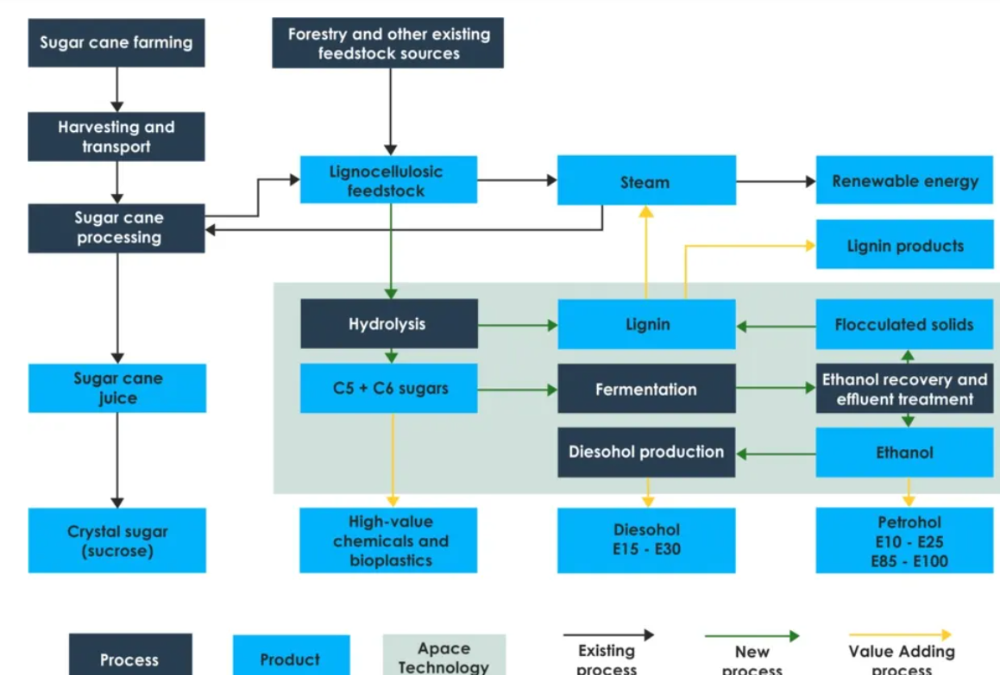 Sugar cane farming
Forestry and other existing
feedstock sources
Harvesting and
transport
Lignocellulosic
feedstock
Steam
Renewable energy
Sugar cane
processing
Lignin products
Hydrolysis
Lignin
Flocculated solids
Sugar cane
juice
C5 + C6 sugars
Fermentation
Ethanol recovery and
effluent treatment
Diesohol production
Ethanol
Crystal sugar
(sucrose)
High-value
chemicals and
bioplastics
Diesohol
E15 - E30
Petrohol
E10 - E25
E85 - E100
Process
Product
Apace
Technology
Existing
process
New
process
Value Adding
process